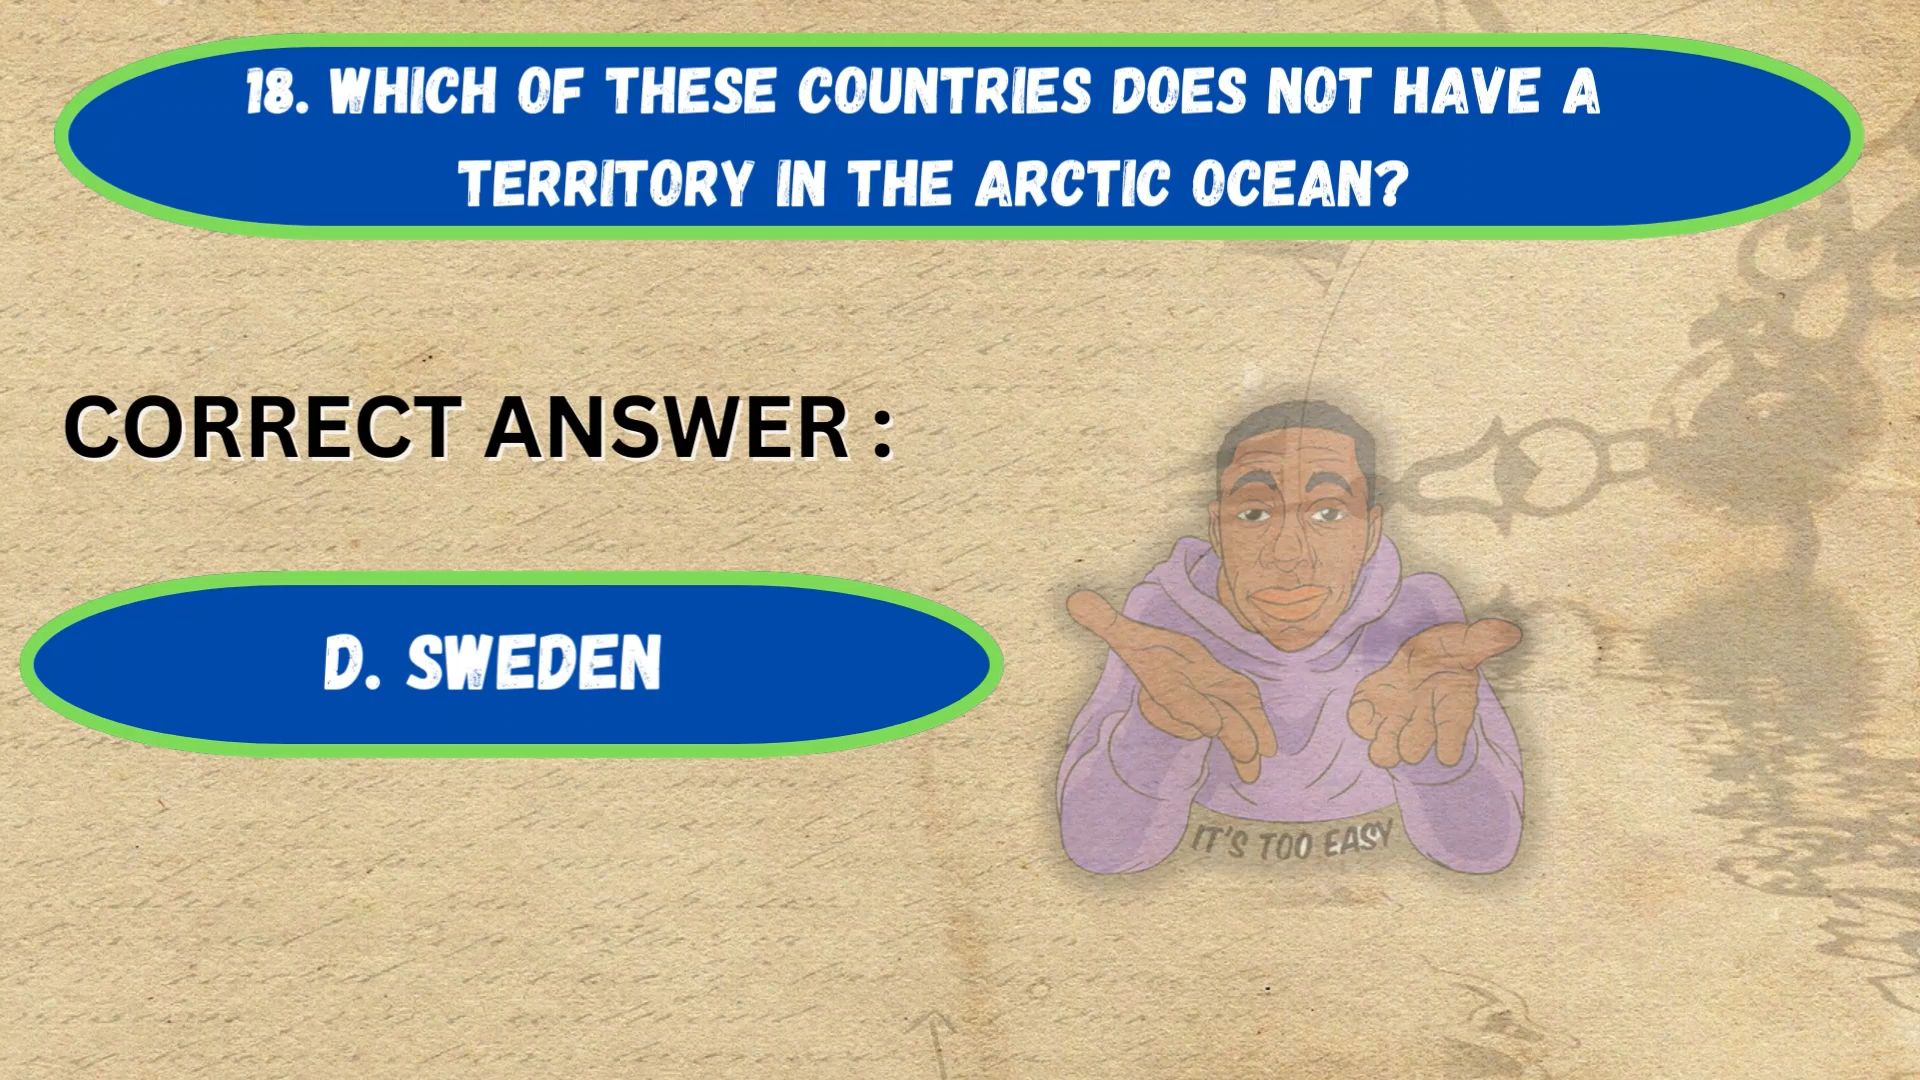 18. WHICH OF THESE COUNTRIES DOES NOT HAVE A
TERRITORY IN THE ARCTIC OCEAN?
CORRECT ANSWER :
D. SWEDEN
IT'S TOO EASY